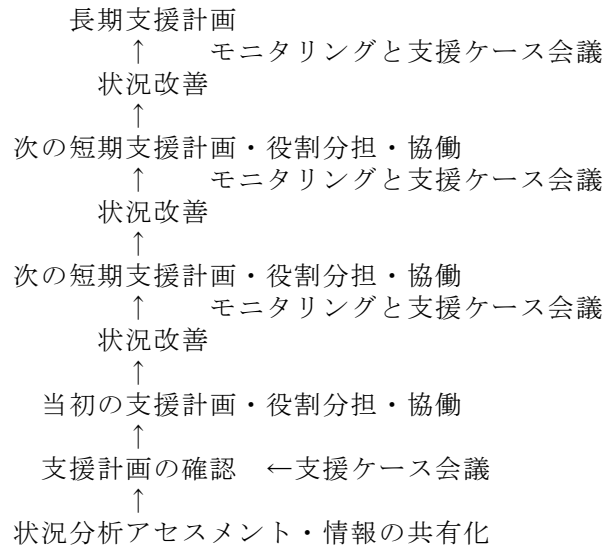 長期支援計画
↑　モニタリングと支援ケース会議
状況改善
↑
次の短期支援計画・役割分担・協働
↑　モニタリングと支援ケース会議
状況改善
↑
次の短期支援計画・役割分担・協働
↑　モニタリングと支援ケース会議
状況改善
↑
当初の支援計画・役割分担・協働
↑
支援計画の確認　←支援ケース会議
↑
状況分析アセスメント・情報の共有化